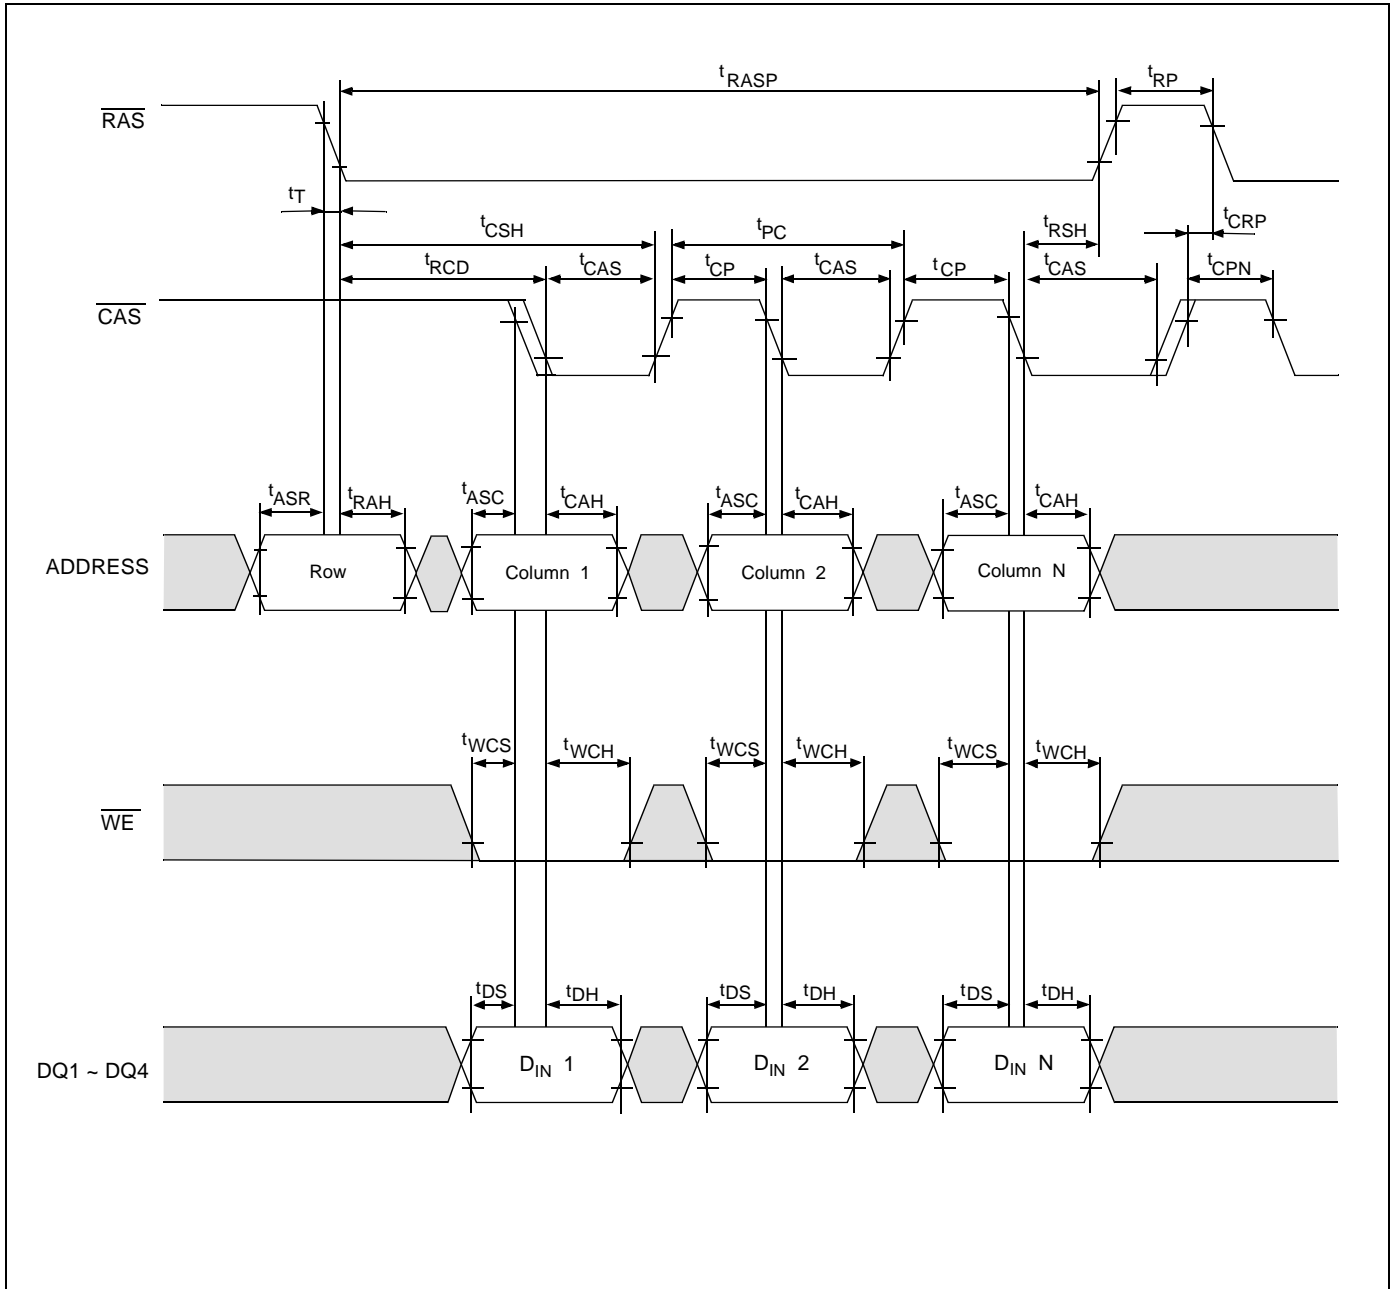 tRASP tRP
RAS
tT
tCSH tPC tRSH tCRP
tRCD tCAS tCP tCAS tCP tCAS tCPN
CAS
tASR tRAH tASC tCAH tASC tCAH tASC tCAH
ADDRESS Row Column 1 Column 2 Column N
tWCS tWCH tWCS tWCH tWCS tWCH
WE
tDS tDH tDS tDH tDS tDH
DQ1 ~ DQ4 DIN 1 DIN 2 DIN N